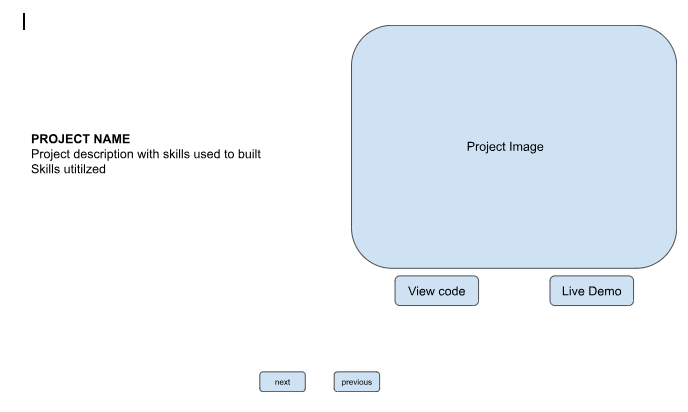 PROJECT NAME
Project description with skills used to built
Skills utitilzed
Project Image
View code
Live Demo
next
previous